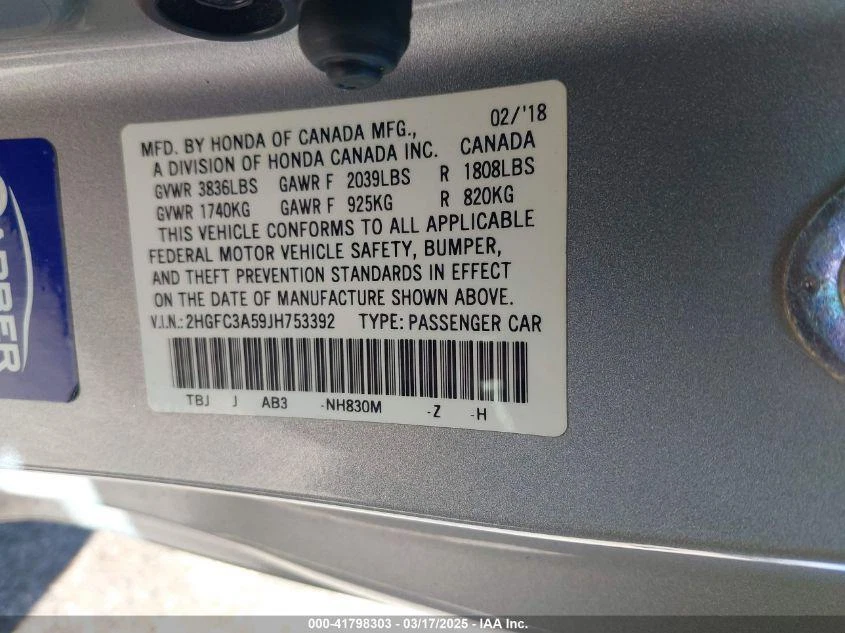 02/'18
MFD. BY HONDA OF CANADA MFG.,
A DIVISION OF HONDA CANADA INC. CANADA
GVWR 3836LBS GAWR F 2039LBS R 1808LBS
GVWR 1740KG GAWR F 925KG R 820KG
THIS VEHICLE CONFORMS TO ALL APPLICABLE
FEDERAL MOTOR VEHICLE SAFETY, BUMPER,
AND THEFT PREVENTION STANDARDS IN EFFECT
ON THE DATE OF MANUFACTURE SHOWN ABOVE.
V.I.N.: 2HGFC3A59JH753392 TYPE: PASSENGER CAR
TBJ J AB3 -NH830M -Z -H
000-41798303 - 03/17/2025 - IAA Inc.